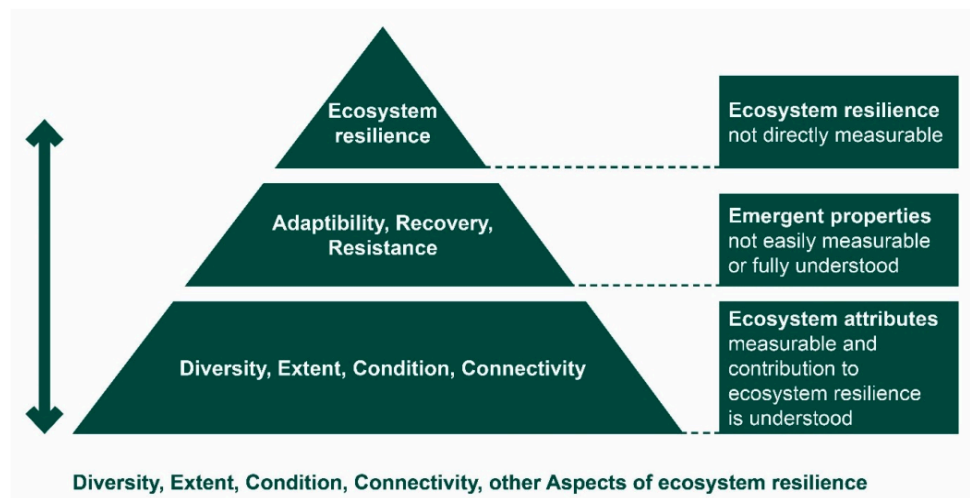 Ecosystem
resilience
Ecosystem resilience
not directly measurable
Adaptibility, Recovery,
Resistance
Emergent properties
not easily measurable
or fully understood
Diversity, Extent, Condition, Connectivity
Ecosystem attributes
measurable and
contribution to
ecosystem resilience
is understood
Diversity, Extent, Condition, Connectivity, other Aspects of ecosystem resilience